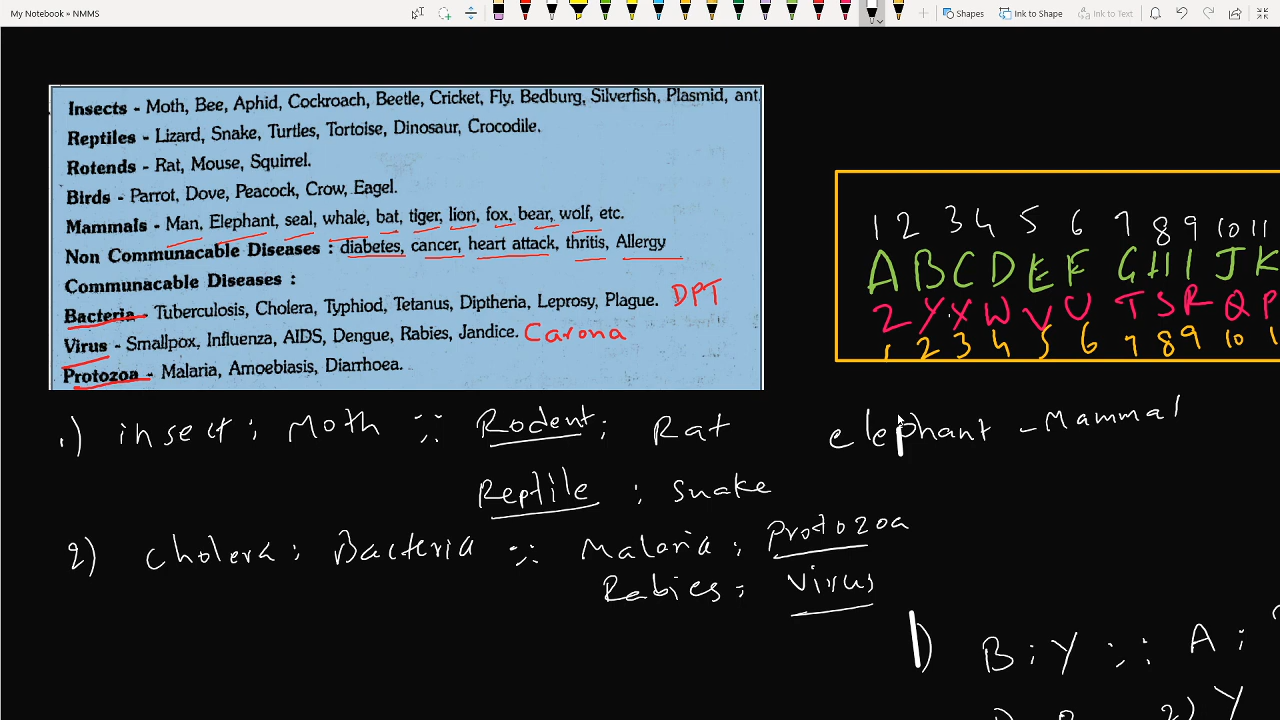 My Notebook » NMMS
Shapes Ink to Shape Ink to Text
Insects - Moth, Bee, Aphid, Cockroach, Beetle, Cricket, Fly, Bedburg, Silverfish, Plasmid, ant.
Reptiles - Lizard, Snake, Turtles, Tortoise, Dinosaur, Crocodile.
Rotends - Rat, Mouse, Squirrel.
Birds - Parrot, Dove, Peacock, Crow, Eagel.
Mammals - Man, Elephant, seal, whale, bat, tiger, lion, fox, bear, wolf, etc.
Non Communacable Diseases : diabetes, cancer, heart attack, thritis, Allergy
Communacable Diseases :
Bacteria - Tuberculosis, Cholera, Typhiod, Tetanus, Diptheria, Leprosy, Plague. DPT
Virus - Smallpox, Influenza, AIDS, Dengue, Rabies, Jandice. Carona
Protozoa - Malaria, Amoebiasis, Diarrhoea.
1 2 3 4 5 6 7 8 9 10 11
A B C D E F G H I J K
Z Y X W V U T S R Q P
1 2 3 4 5 6 7 8 9 10 1
1) insect : Moth :: Rodent : Rat
elephant - Mammal
Reptile : snake
2) Cholera : Bacteria :: Malaria : Protozoa
Rabies : Virus
1) B : Y :: A :
2) Y